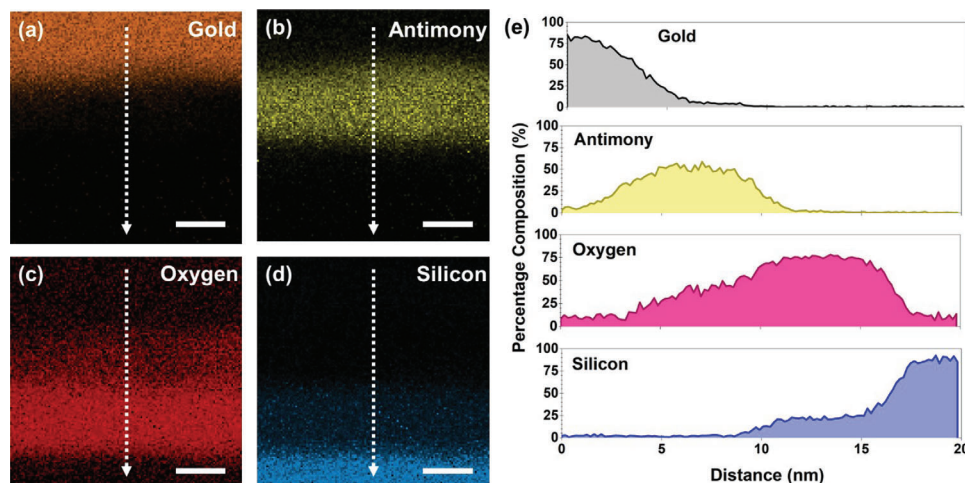 (a) Gold
(b) Antimony
(c) Oxygen
(d) Silicon
(e)
Percentage Composition (%)
Gold
100
75
50
25
0
Antimony
100
75
50
25
0
Oxygen
100
75
50
25
0
Silicon
100
75
50
25
0
0 5 10 15 20
Distance (nm)